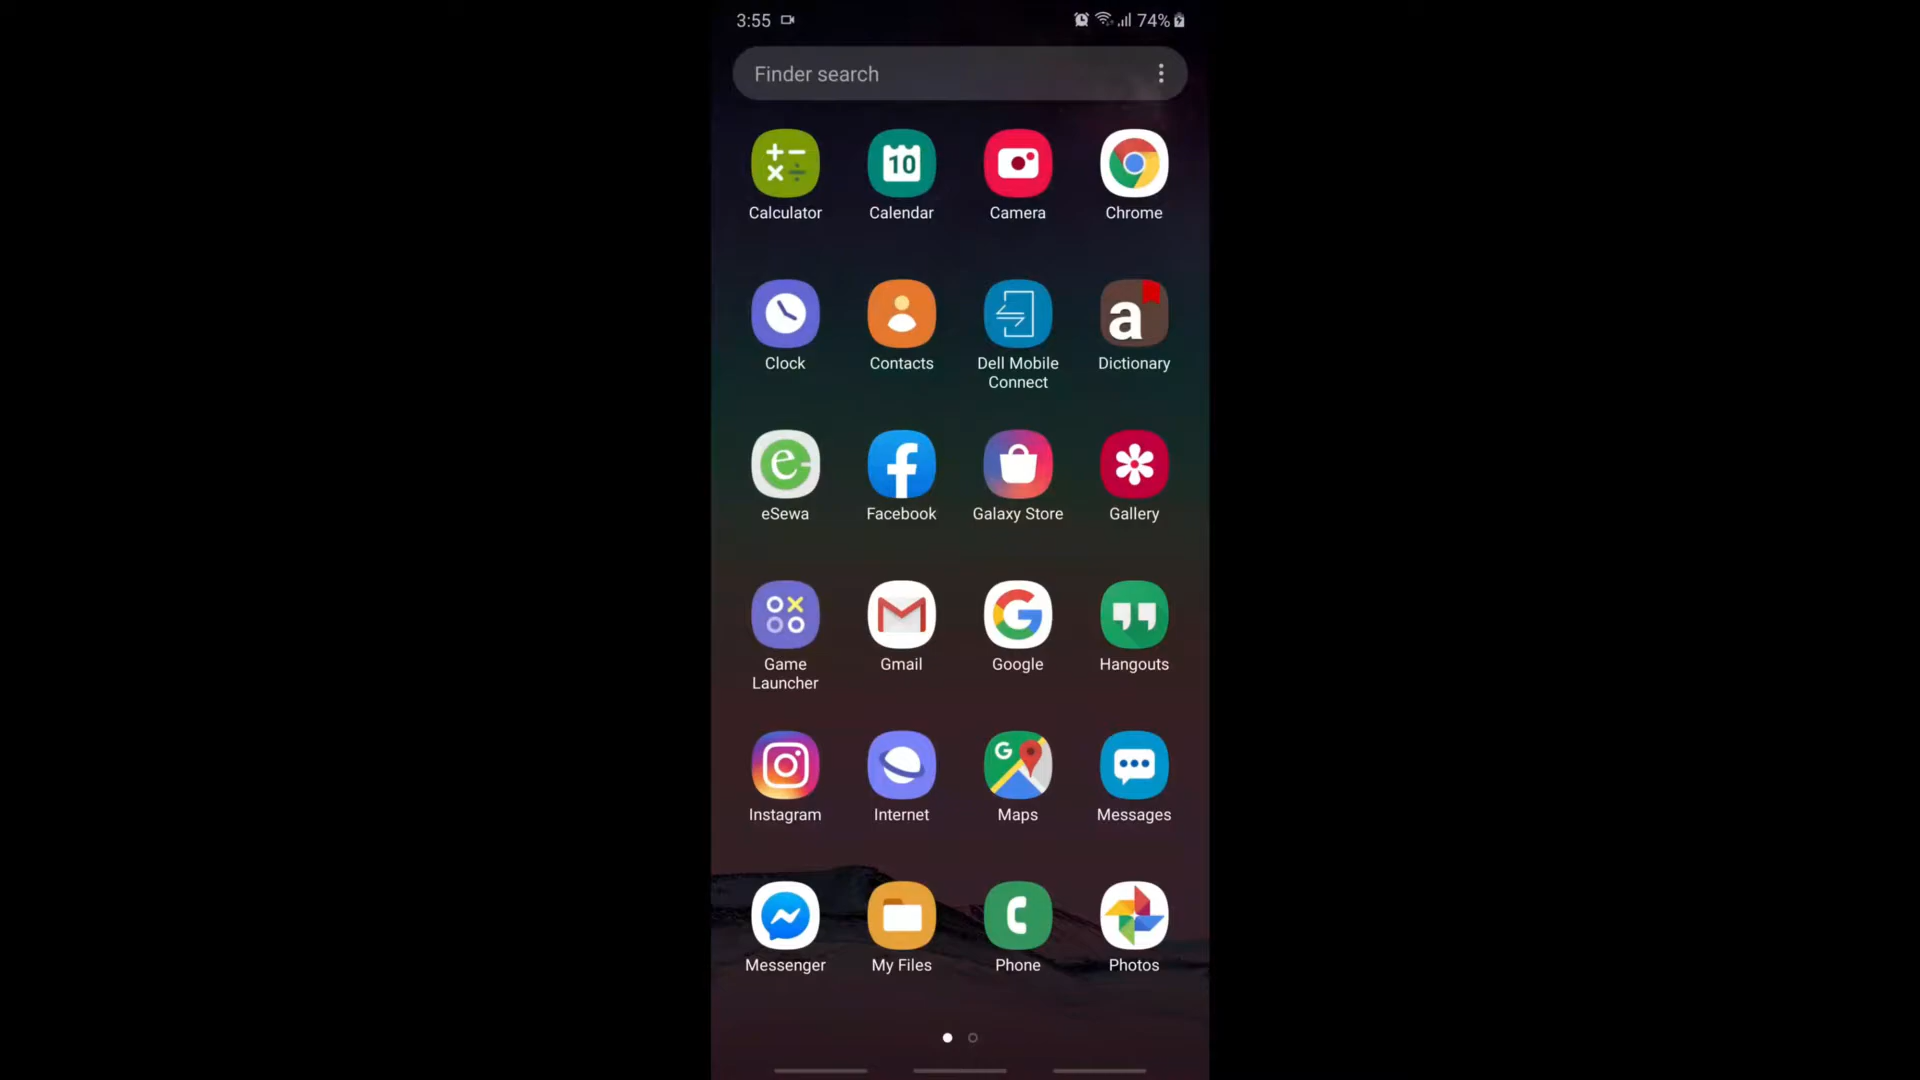 3:55 74%
Finder search
10
Calculator Calendar Camera Chrome
a
Clock Contacts Dell Mobile Connect Dictionary
e
eSewa Facebook Galaxy Store Gallery
Game Launcher Gmail Google Hangouts
G
Instagram Internet Maps Messages
Messenger My Files Phone Photos